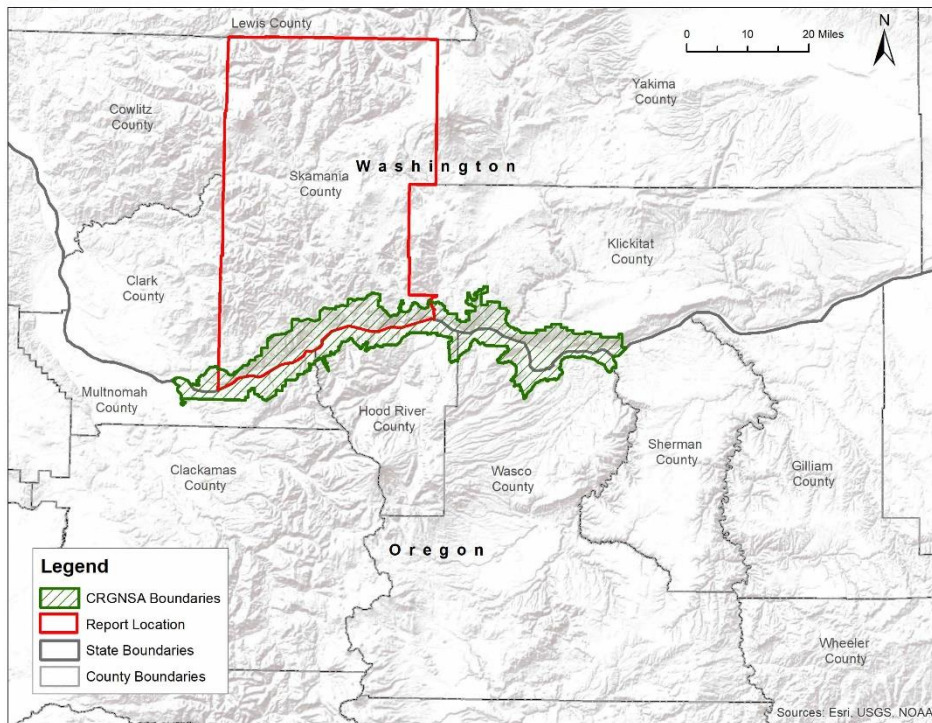 Lewis County
N
0 10 20 Miles
Yakima
County
Cowlitz
County
Washington
Skamania
County
Klickitat
County
Clark
County
Multnomah
County
Hood River
County
Sherman
County
Clackamas
County
Wasco
County
Gilliam
County
Oregon
Legend
CRGNSA Boundaries
Report Location
State Boundaries
County Boundaries
Wheeler
County
Sources: Esri, USGS, NOAA